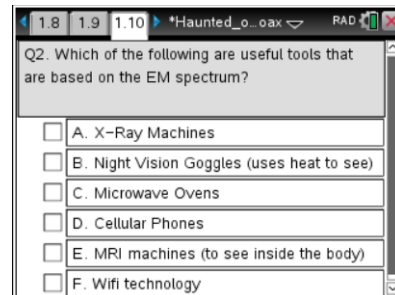 1.8 1.9 1.10 *Haunted_o…oax RAD
Q2. Which of the following are useful tools that
are based on the EM spectrum?
A. X-Ray Machines
B. Night Vision Goggles (uses heat to see)
C. Microwave Ovens
D. Cellular Phones
E. MRI machines (to see inside the body)
F. Wifi technology